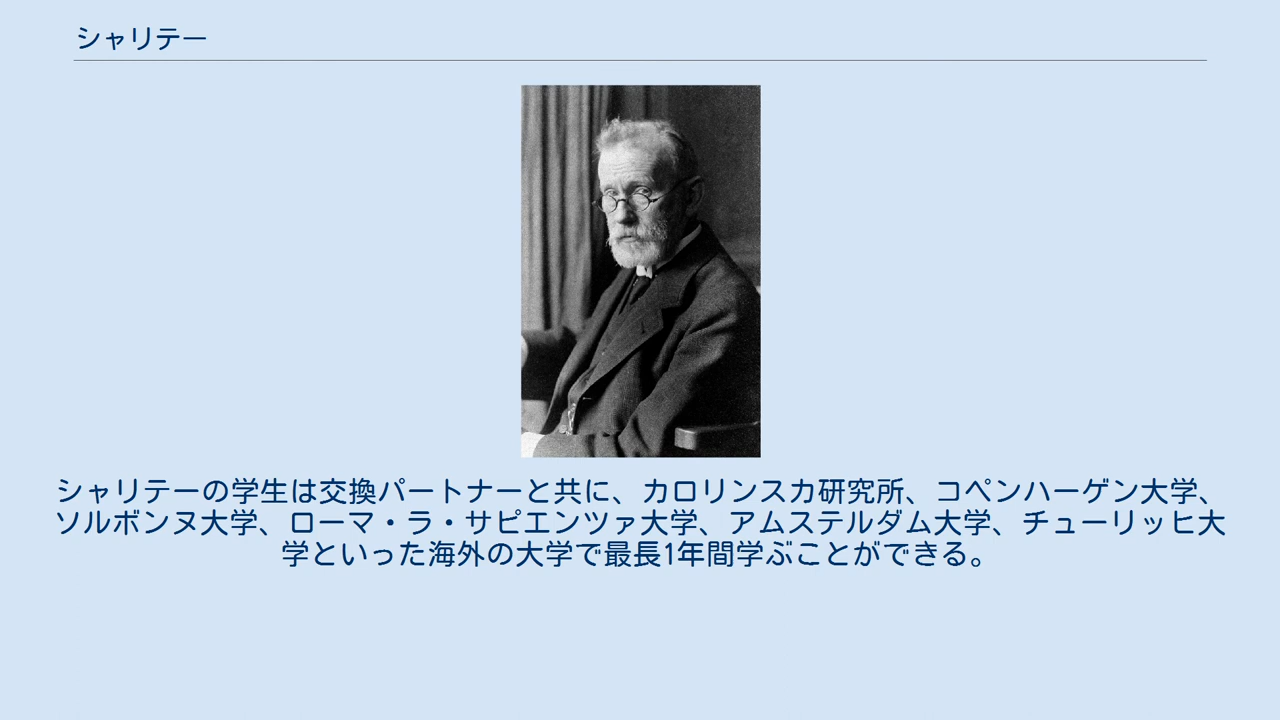 シャリテー
シャリテーの学生は交換パートナーと共に、カロリンスカ研究所、コペンハーゲン大学、
ソルボンヌ大学、ローマ・ラ・サピエンツァ大学、アムステルダム大学、チューリッヒ大
学といった海外の大学で最長1年間学ぶことができる。